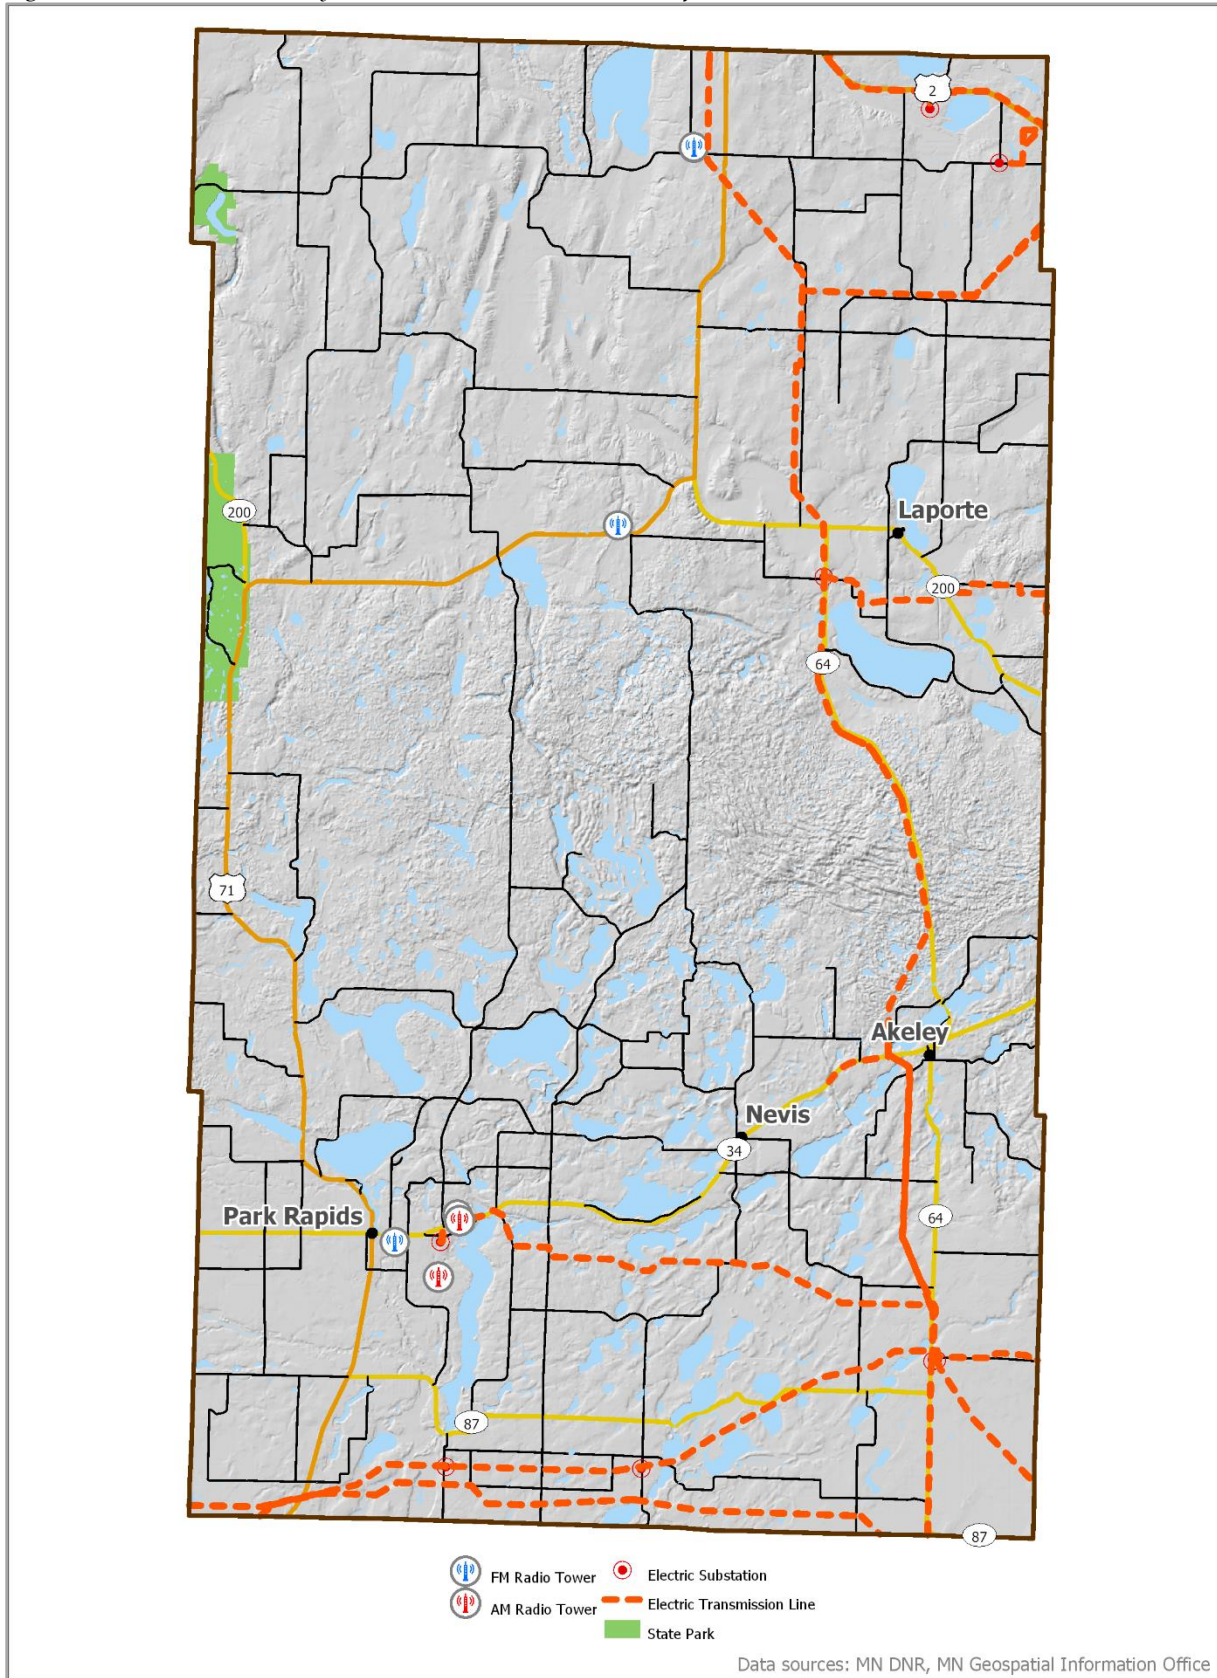 2
200
Laporte
200
64
71
Akeley
Nevis
34
Park Rapids
64
87
87
FM Radio Tower
Electric Substation
AM Radio Tower
Electric Transmission Line
State Park
Data sources: MN DNR, MN Geospatial Information Office